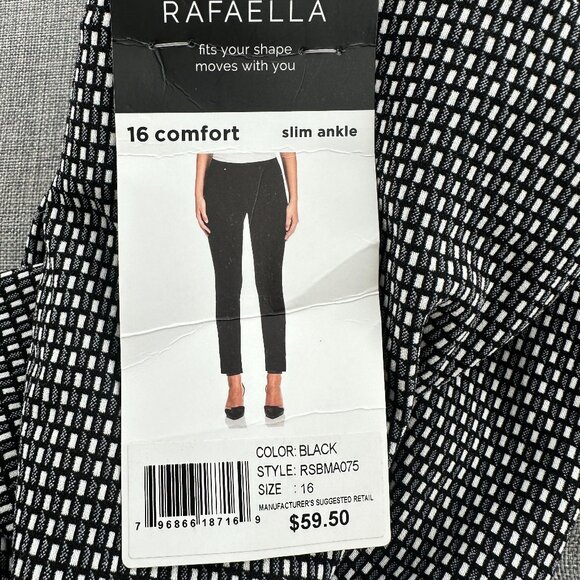 RAFAELLA
fits your shape
moves with you
16 comfort slim ankle
COLOR: BLACK
STYLE: RSBMA075
SIZE : 16
MANUFACTURER'S SUGGESTED RETAIL
$59.50
7 96866 18716 9